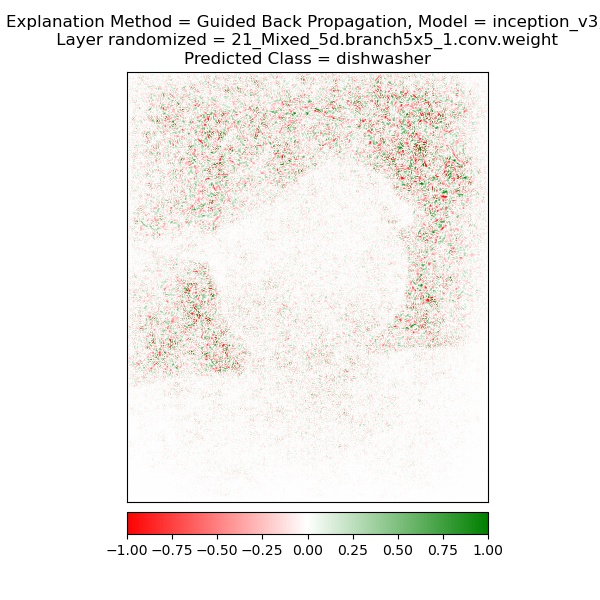 Explanation Method = Guided Back Propagation, Model = inception_v3
Layer randomized = 21_Mixed_5d.branch5x5_1.conv.weight
Predicted Class = dishwasher
−1.00 −0.75 −0.50 −0.25 0.00 0.25 0.50 0.75 1.00